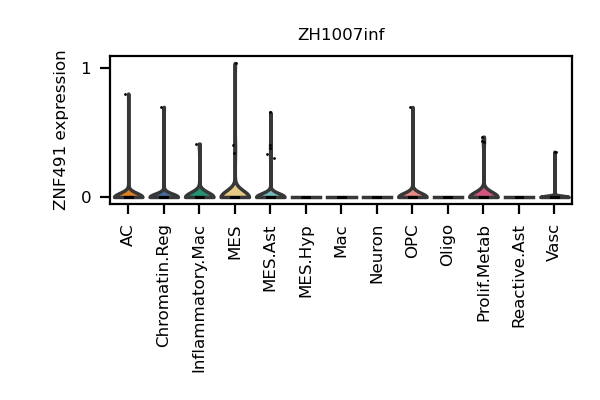 ZH1007inf
ZNF491 expression
1
0
AC
Chromatin.Reg
Inflammatory.Mac
MES
MES.Ast
MES.Hyp
Mac
Neuron
OPC
Oligo
Prolif.Metab
Reactive.Ast
Vasc